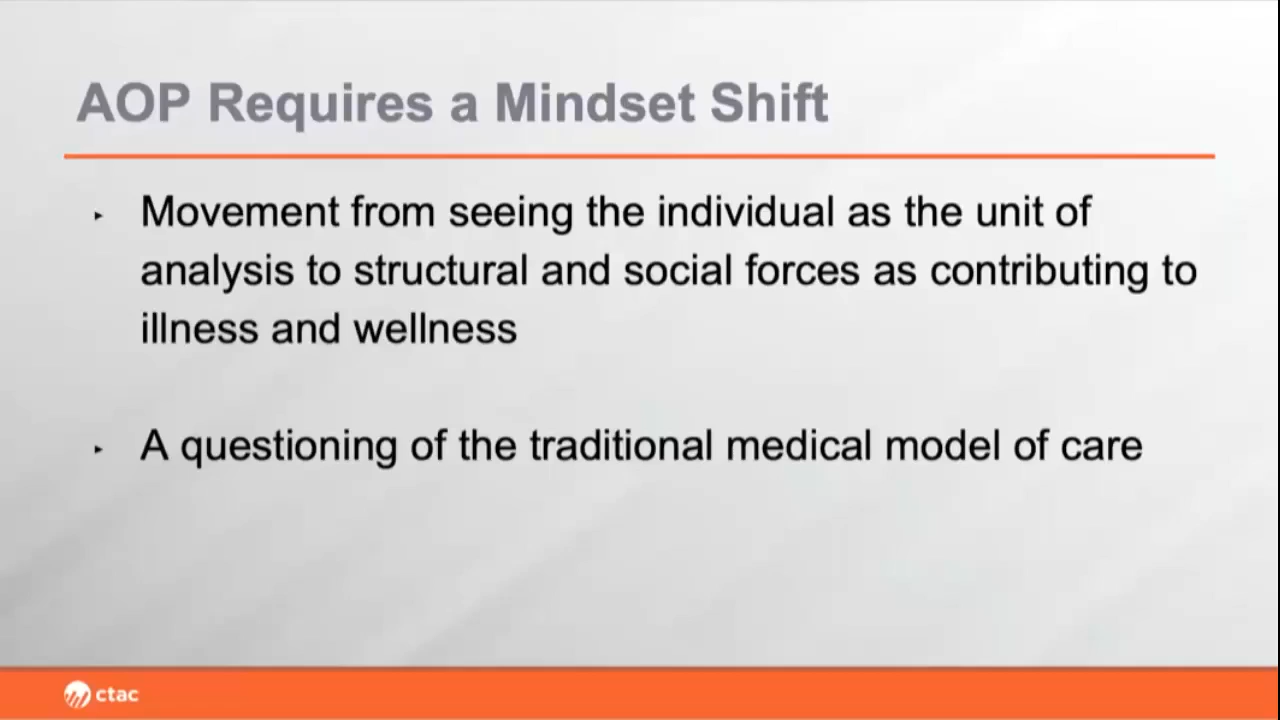 AOP Requires a Mindset Shift
‣ Movement from seeing the individual as the unit of
analysis to structural and social forces as contributing to
illness and wellness
‣ A questioning of the traditional medical model of care
ctac